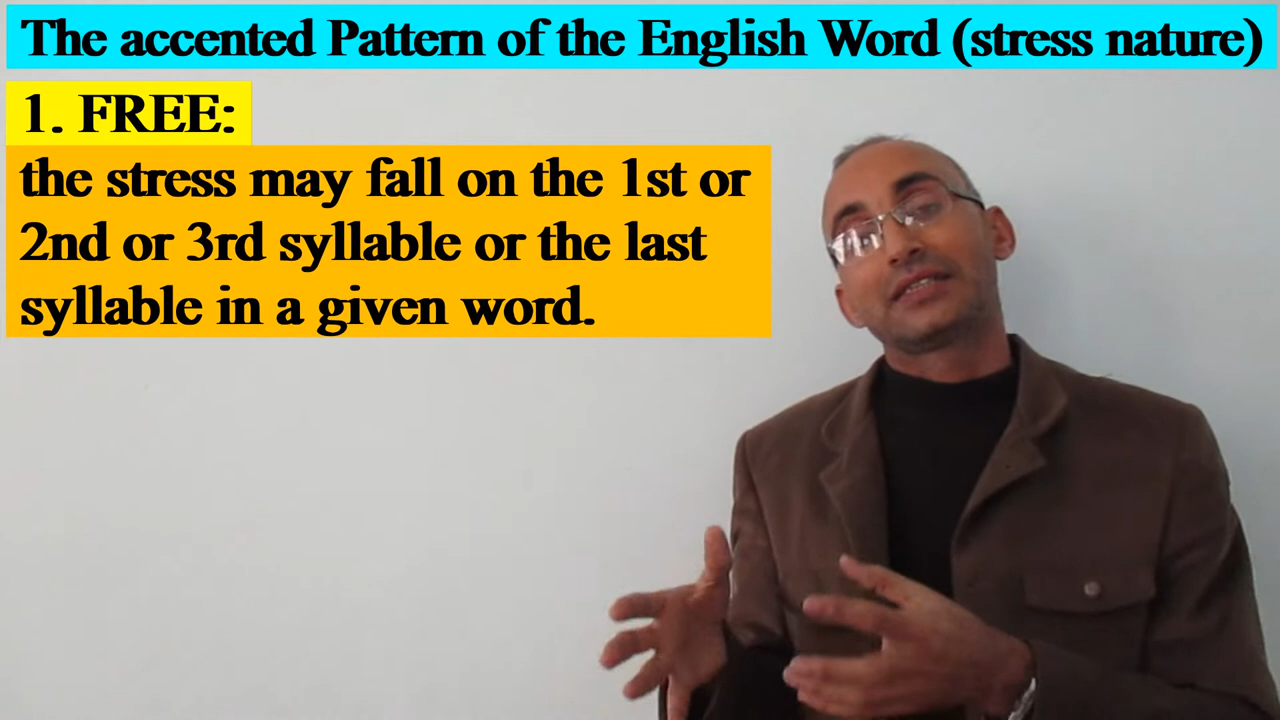 The accented Pattern of the English Word (stress nature)
1. FREE:
the stress may fall on the 1st or
2nd or 3rd syllable or the last
syllable in a given word.